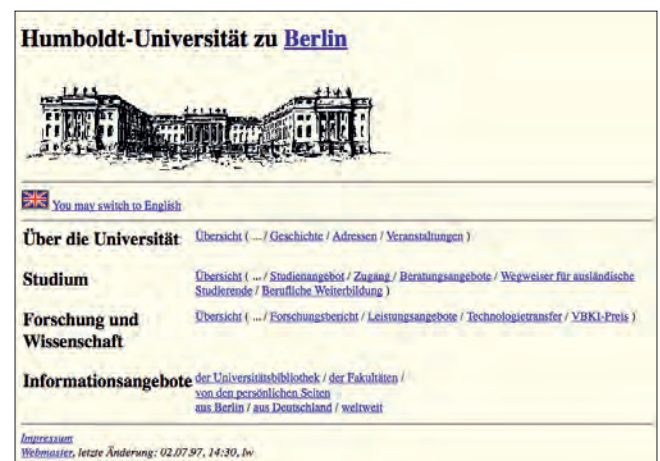 Humboldt-Universität zu Berlin
You may switch to English
Über die Universität Übersicht ( ... / Geschichte / Adressen / Veranstaltungen )
Studium Übersicht ( ... / Studienangebot / Zugang / Beratungsangebote / Wegweiser für ausländische
Studierende / Berufliche Weiterbildung )
Forschung und Übersicht ( ... / Forschungsbericht / Leistungsangebote / Technologietransfer / VBKI-Preis )
Wissenschaft
Informationsangebote der Universitätsbibliothek / der Fakultäten /
von den persönlichen Seiten
aus Berlin / aus Deutschland / weltweit
Impressum
Webmaster, letzte Änderung: 02.07.97, 14:30, lw